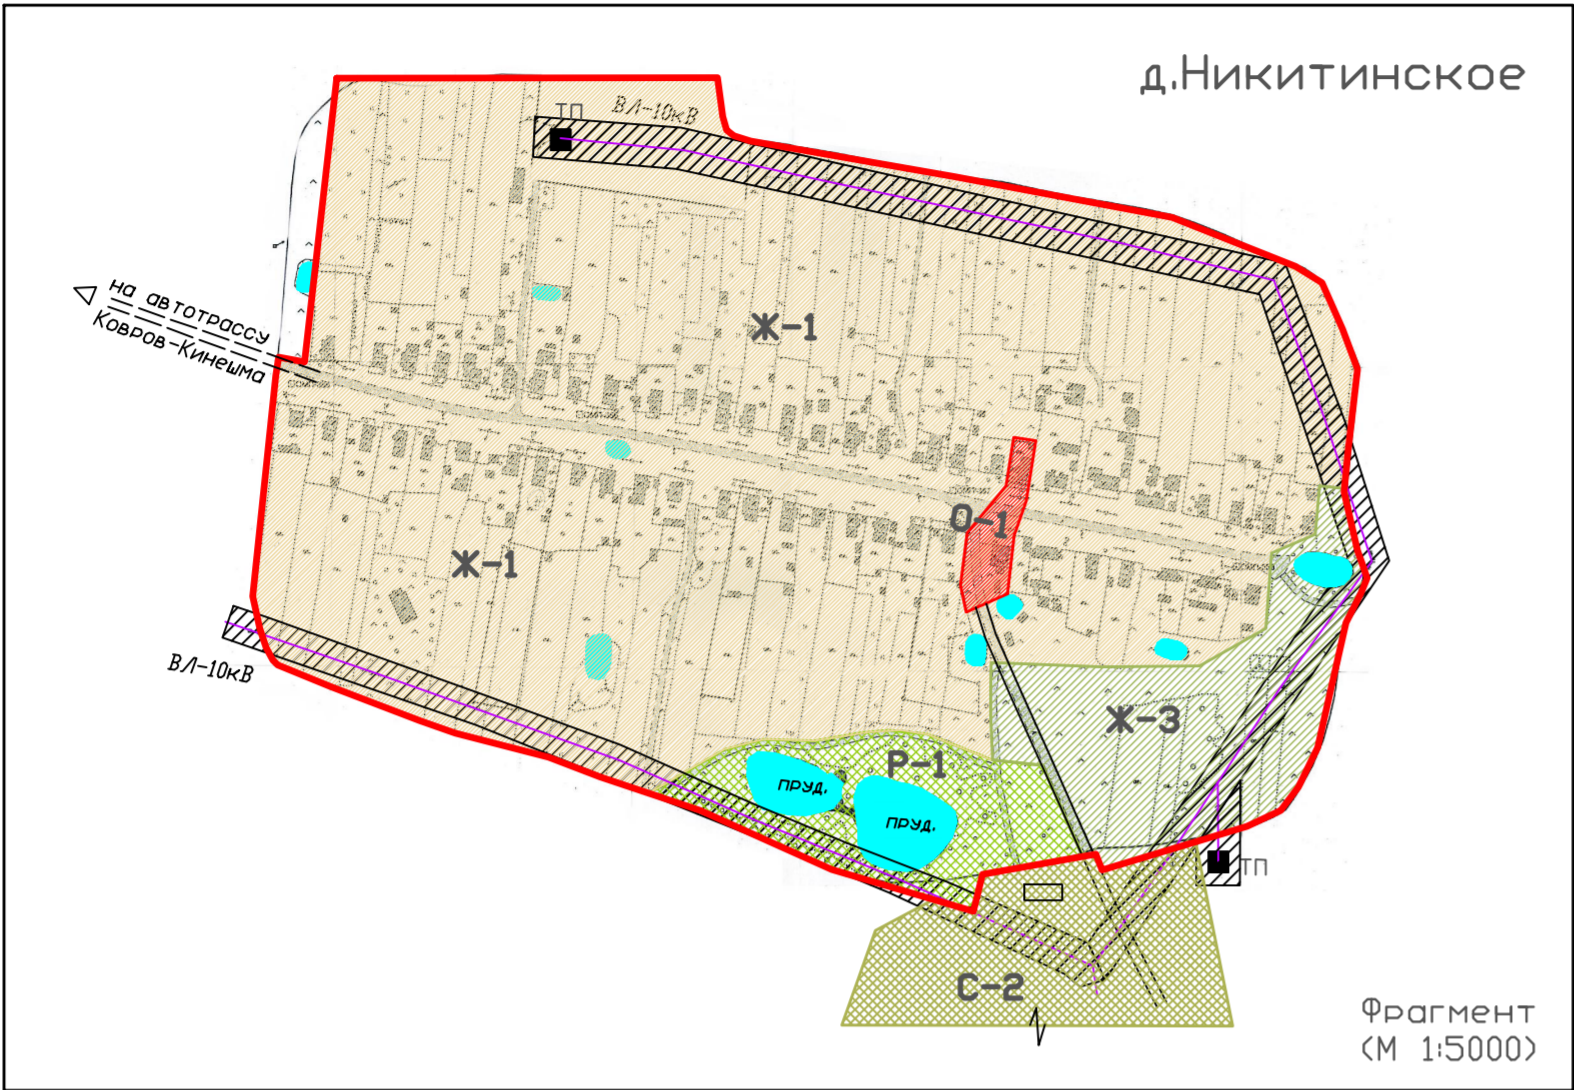 д.Никитинское
ТП
ВЛ-10кВ
на автотрассу
Ковров-Кинешма
Ж-1
О-1
Ж-1
ВЛ-10кВ
Ж-3
Р-1
ПРУД.
ПРУД.
ТП
С-2
Фрагмент
(М 1:5000)